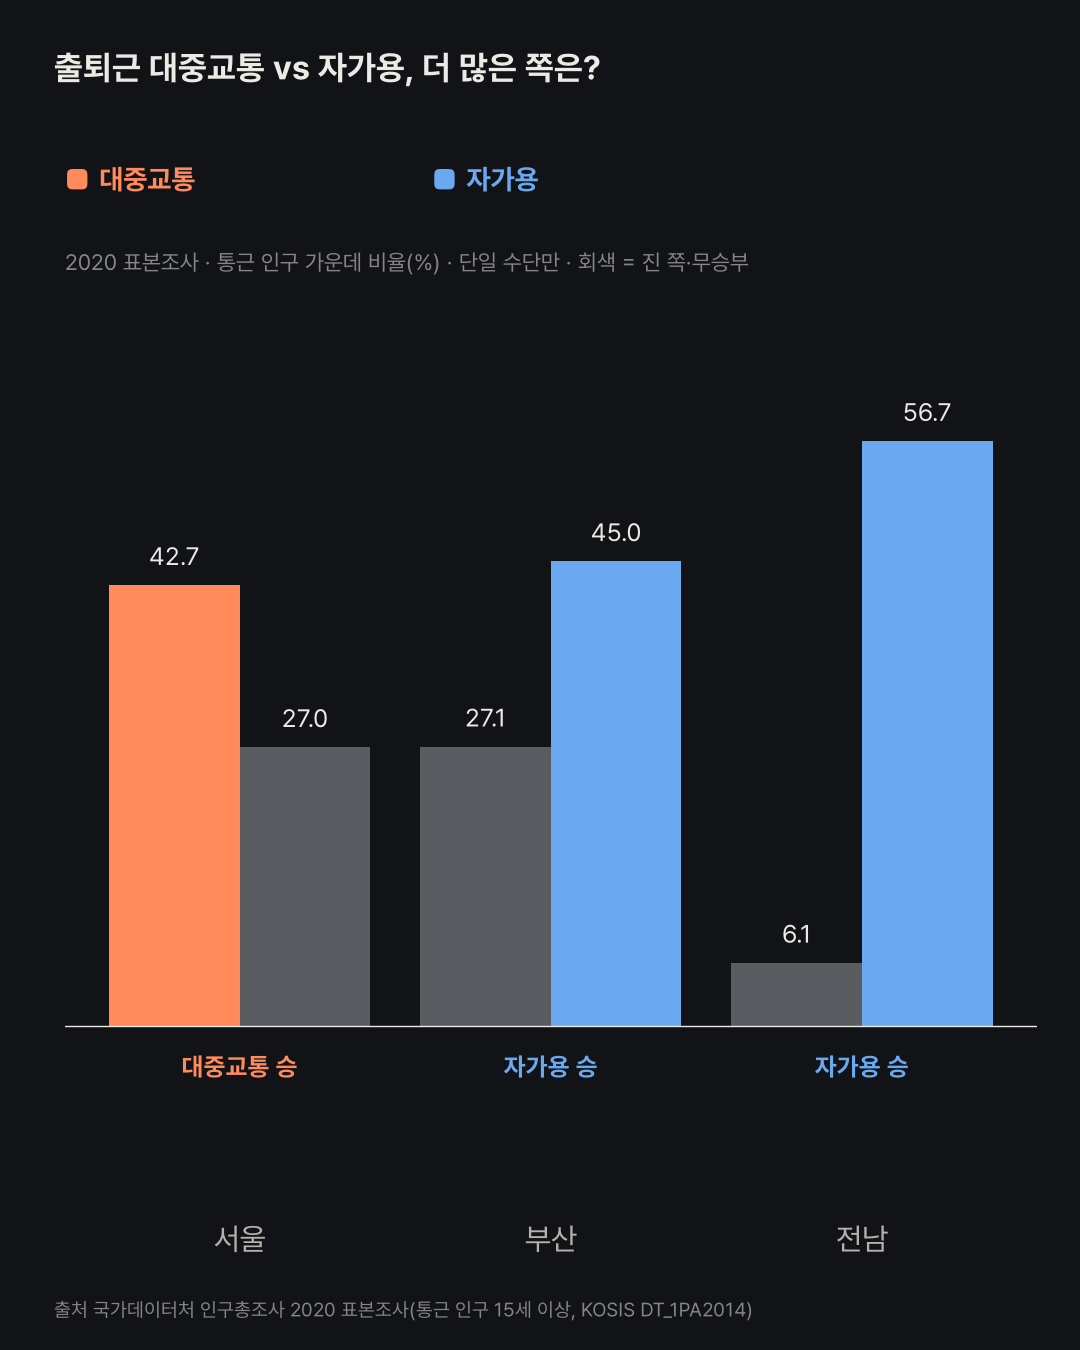 출퇴근 대중교통 vs 자가용, 더 많은 쪽은?
대중교통 자가용
2020 표본조사 · 통근 인구 가운데 비율(%) · 단일 수단만 · 회색 = 진 쪽·무승부
56.7
45.0
42.7
27.0 27.1
6.1
대중교통 승 자가용 승 자가용 승
서울 부산 전남
출처 국가데이터처 인구총조사 2020 표본조사(통근 인구 15세 이상, KOSIS DT_1PA2014)